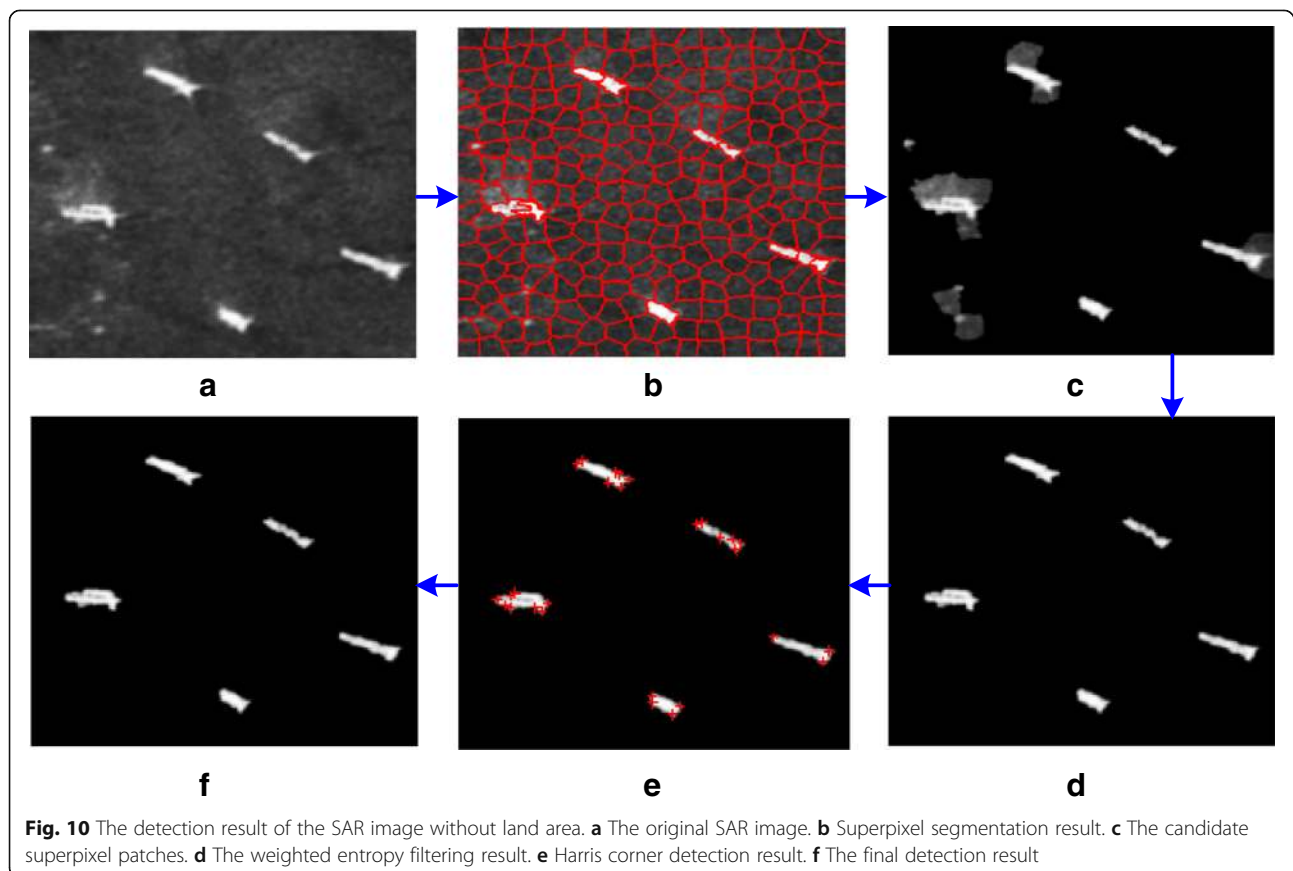 a
b
c
f
e
d
Fig. 10 The detection result of the SAR image without land area. a The original SAR image. b Superpixel segmentation result. c The candidate
superpixel patches. d The weighted entropy filtering result. e Harris corner detection result. f The final detection result